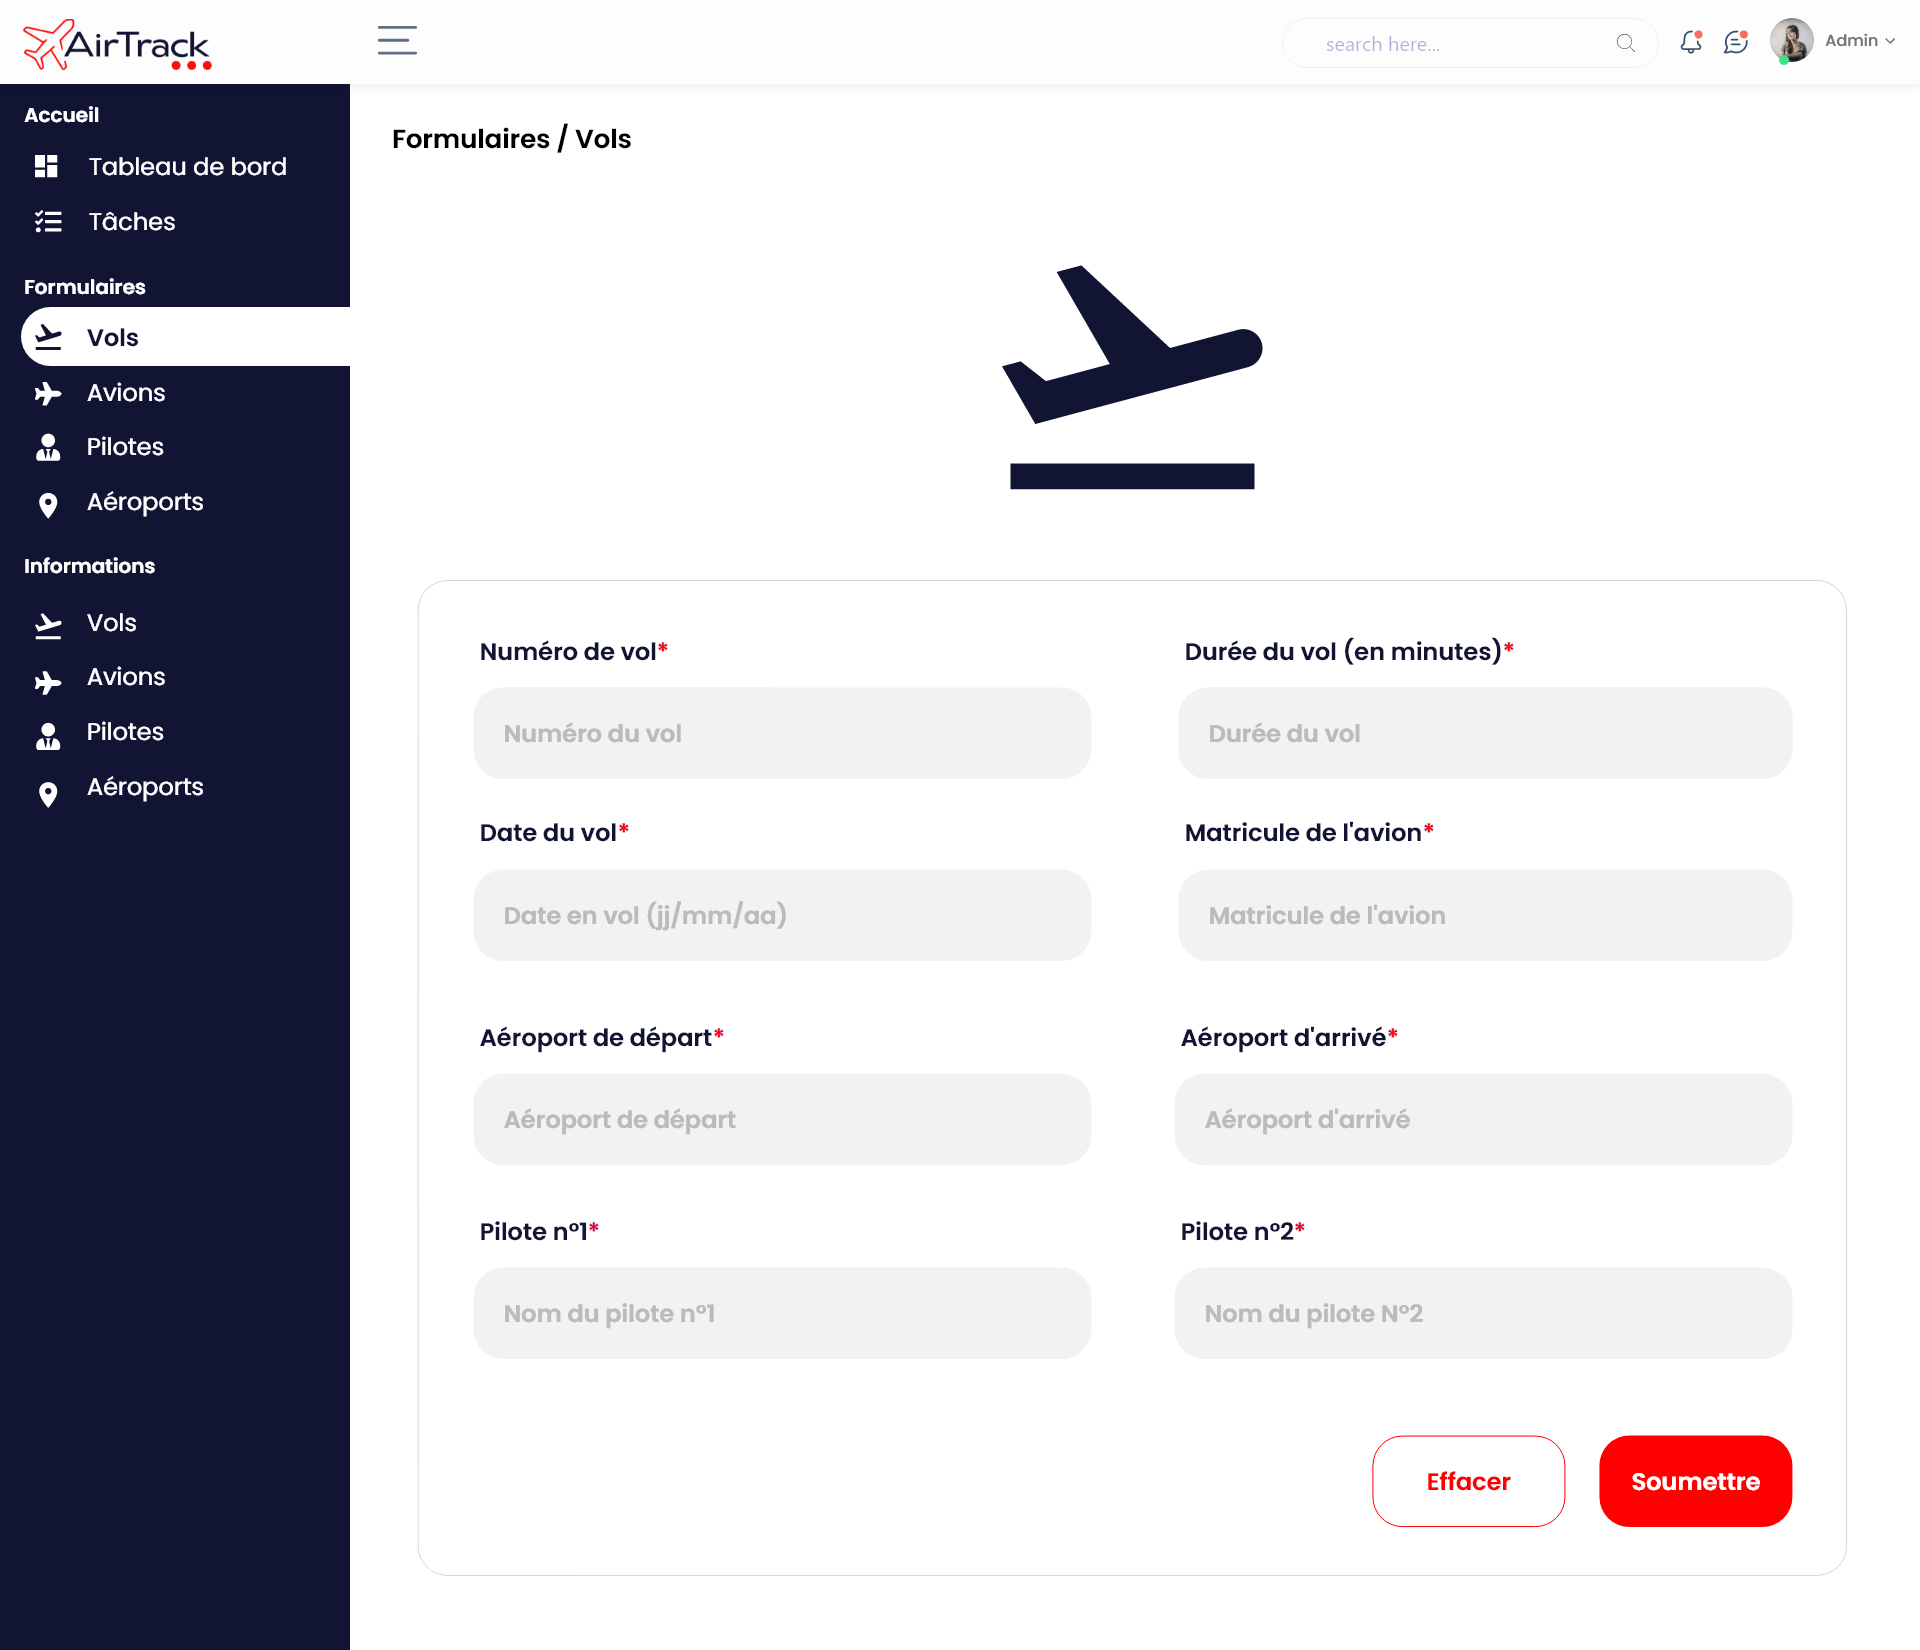 AirTrack
search here...
Admin
Accueil
Tableau de bord
Tâches
Formulaires
Vols
Avions
Pilotes
Aéroports
Informations
Vols
Avions
Pilotes
Aéroports
Formulaires / Vols
Numéro de vol*
Durée du vol (en minutes)*
Numéro du vol
Durée du vol
Date du vol*
Matricule de l'avion*
Date en vol (jj/mm/aa)
Matricule de l'avion
Aéroport de départ*
Aéroport d'arrivé*
Aéroport de départ
Aéroport d'arrivé
Pilote n°1*
Pilote n°2*
Nom du pilote n°1
Nom du pilote N°2
Effacer
Soumettre